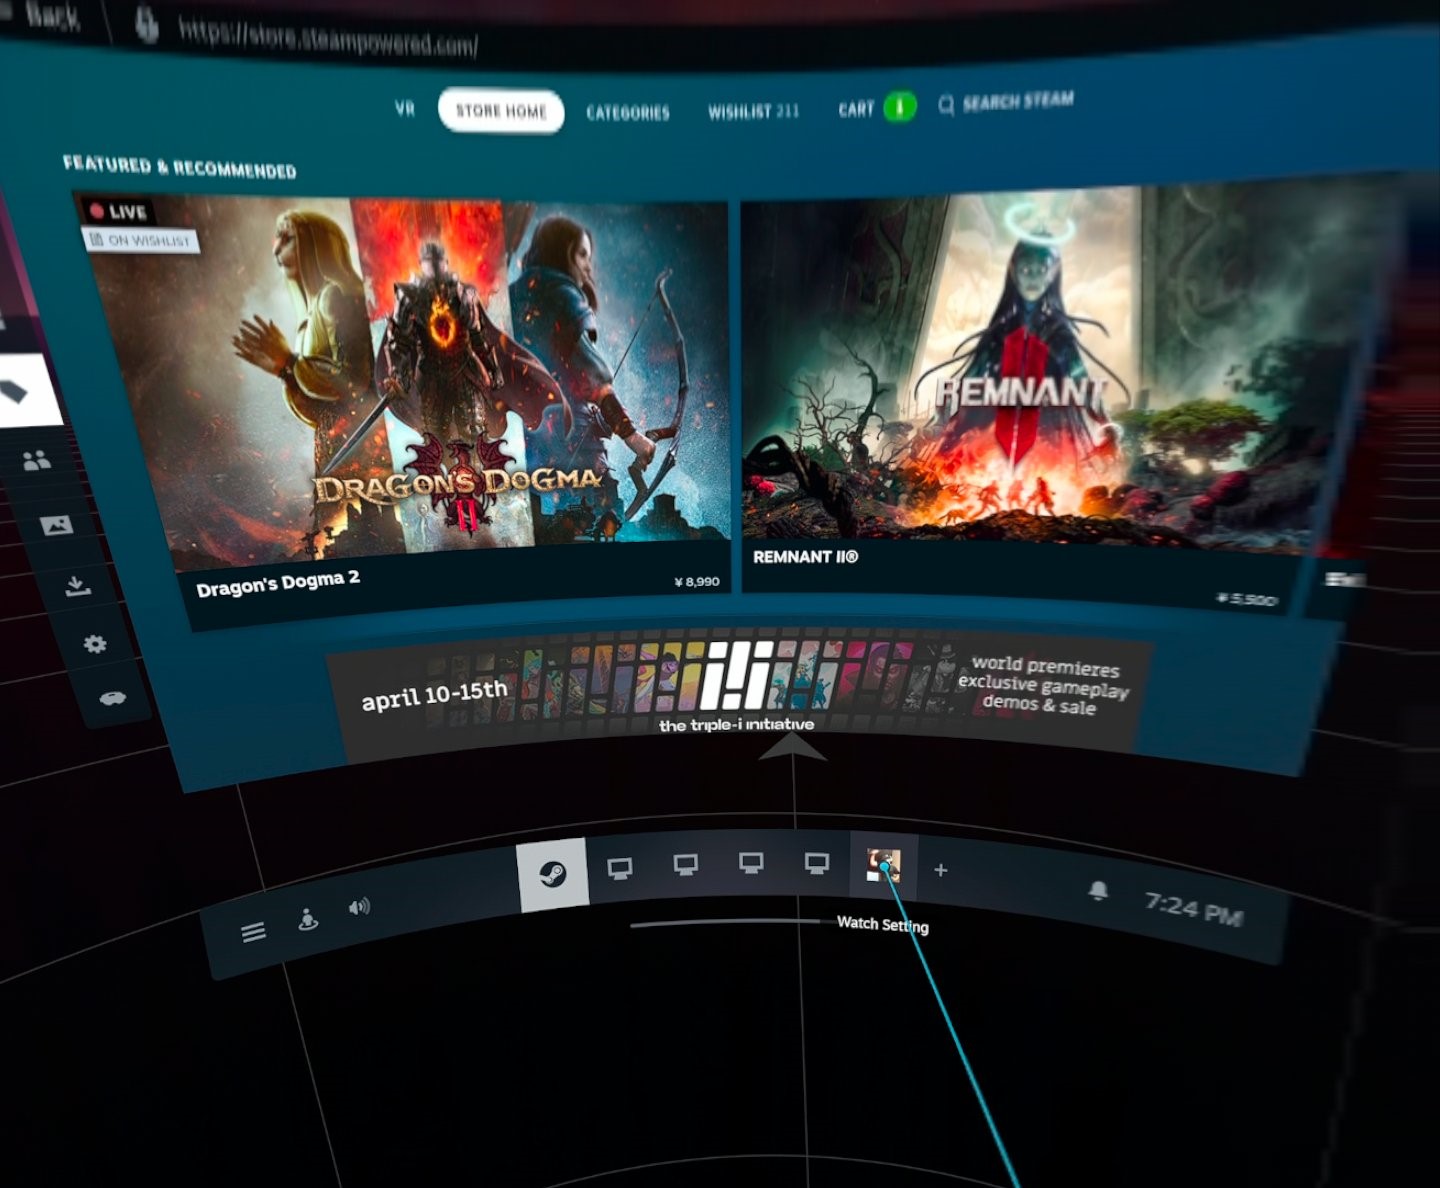 Back
https://store.steampowered.com/
VR
STORE HOME
CATEGORIES
WISHLIST 211
CART 1
SEARCH STEAM
FEATURED & RECOMMENDED
LIVE
ON WISHLIST
DRAGON'S DOGMA
II
REMNANT
Dragon's Dogma 2
¥ 8,990
REMNANT II®
¥ 5,500
april 10-15th
the triple-i initiative
world premieres
exclusive gameplay
demos & sale
Watch Setting
7:24 PM